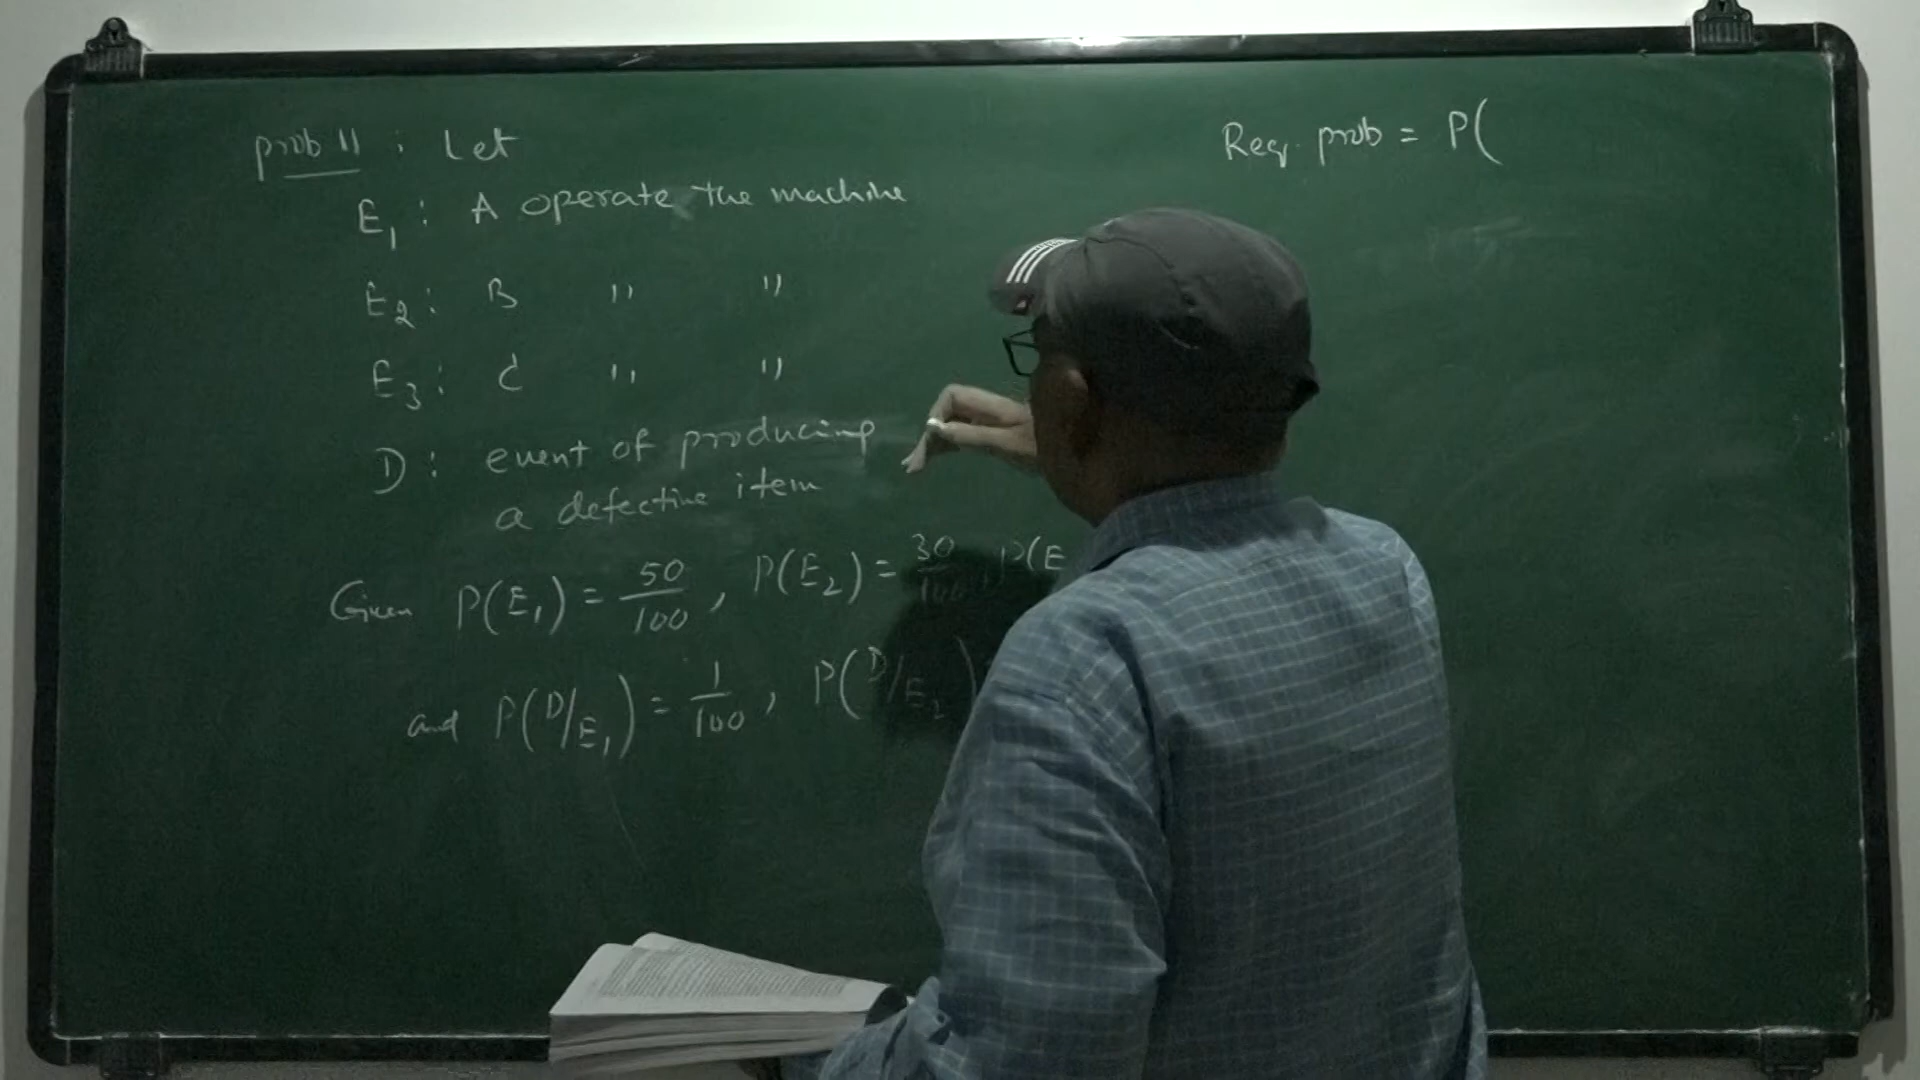 prob 11 : Let
E₁ : A operate the machine
E₂ : B " "
E₃ : C " "
D : event of producing
a defective item
Given P(E₁) = 50/100, P(E₂) = 30/100, P(E
and P(D/E₁) = 1/100, P(D/E₂)
Req. prob = P(